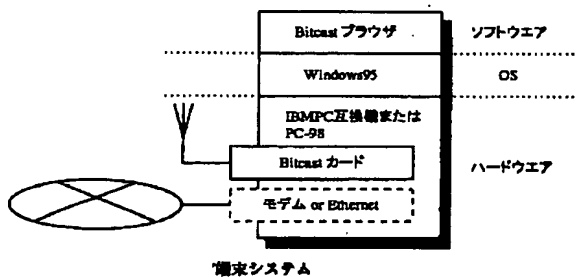 Bitcast ブラウザ
ソフトウエア
Windows95
OS
IBMPC互換機または
PC-98
Bitcast カード
ハードウエア
モデム or Ethernet
端末システム